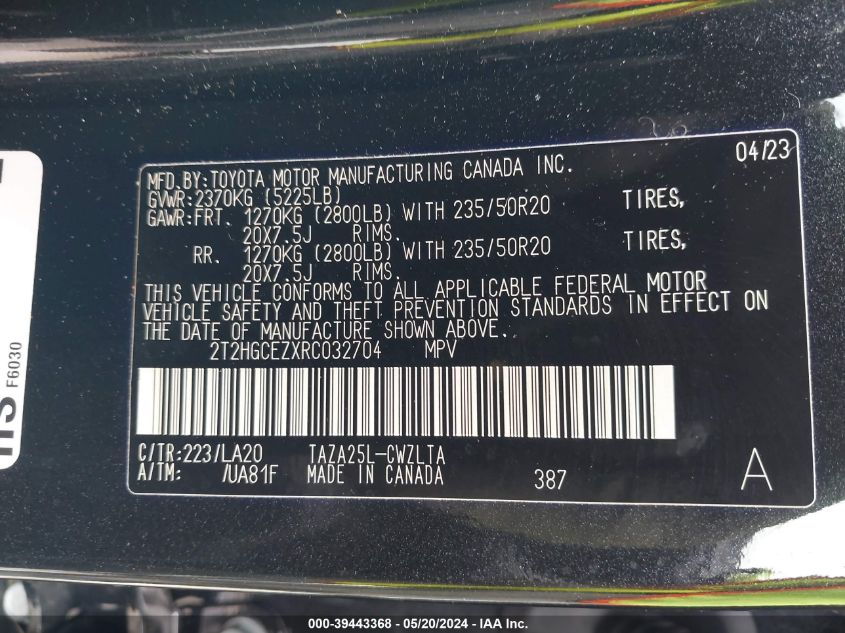 04/23
MFD.BY:TOYOTA MOTOR MANUFACTURING CANADA INC.
GVWR:2370KG (5225LB)
GAWR:FRT. 1270KG (2800LB) WITH 235/50R20 TIRES,
20X7.5J RIMS.
RR. 1270KG (2800LB) WITH 235/50R20 TIRES,
20X7.5J RIMS.
THIS VEHICLE CONFORMS TO ALL APPLICABLE FEDERAL MOTOR
VEHICLE SAFETY AND THEFT PREVENTION STANDARDS IN EFFECT ON
THE DATE OF MANUFACTURE SHOWN ABOVE.
2T2HGCEZXRC032704 MPV
C/TR:223/LA20 TAZA25L-CWZLTA
A/TM: /UA81F MADE IN CANADA 387 A
F6030
000-39443368 - 05/20/2024 - IAA Inc.